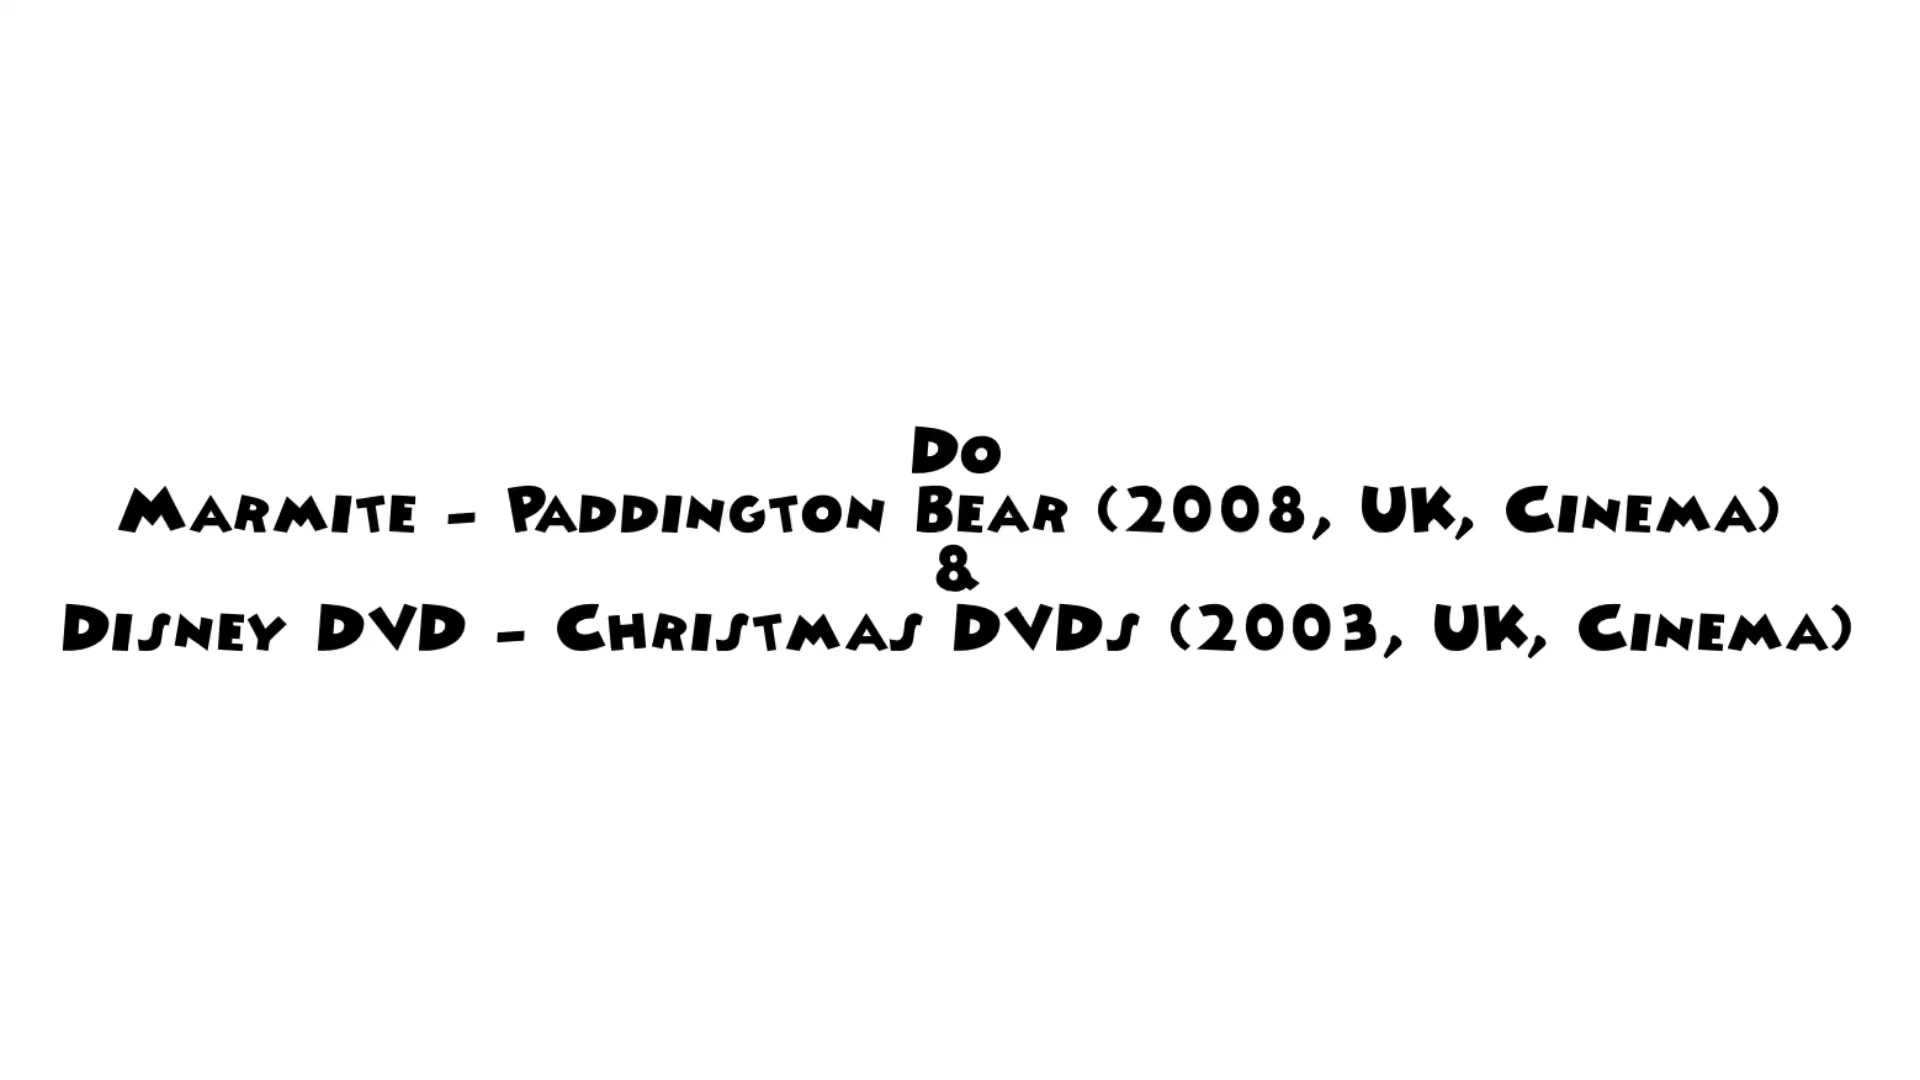 Do
Marmite - Paddington Bear (2008, UK, Cinema)
&
Disney DVD - Christmas DVDs (2003, UK, Cinema)